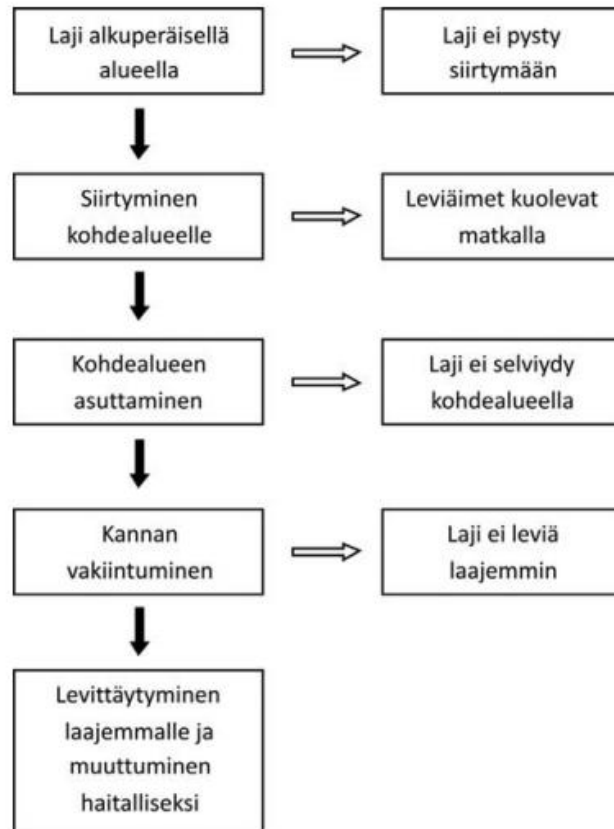 Laji alkuperäisellä
alueella
Laji ei pysty
siirtymään
Siirtyminen
kohdealueelle
Leviäimet kuolevat
matkalla
Kohdealueen
asuttaminen
Laji ei selviydy
kohdealueella
Kannan
vakiintuminen
Laji ei leviä
laajemmin
Levittäytyminen
laajemmalle ja
muuttuminen
haitalliseksi